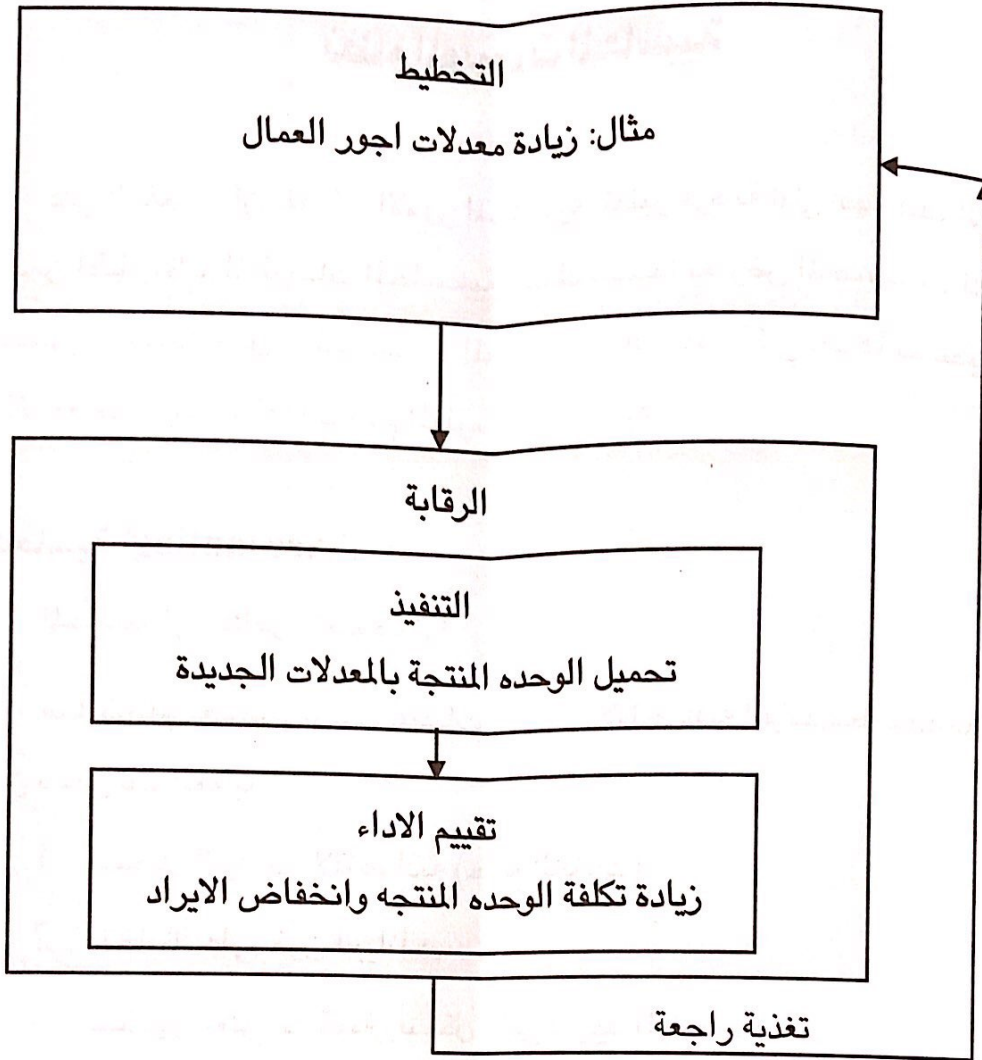 التخطيط
مثال: زيادة معدلات اجور العمال
الرقابة
التنفيذ
تحميل الوحده المنتجة بالمعدلات الجديدة
تقييم الاداء
زيادة تكلفة الوحده المنتجه وانخفاض الايراد
تغذية راجعة